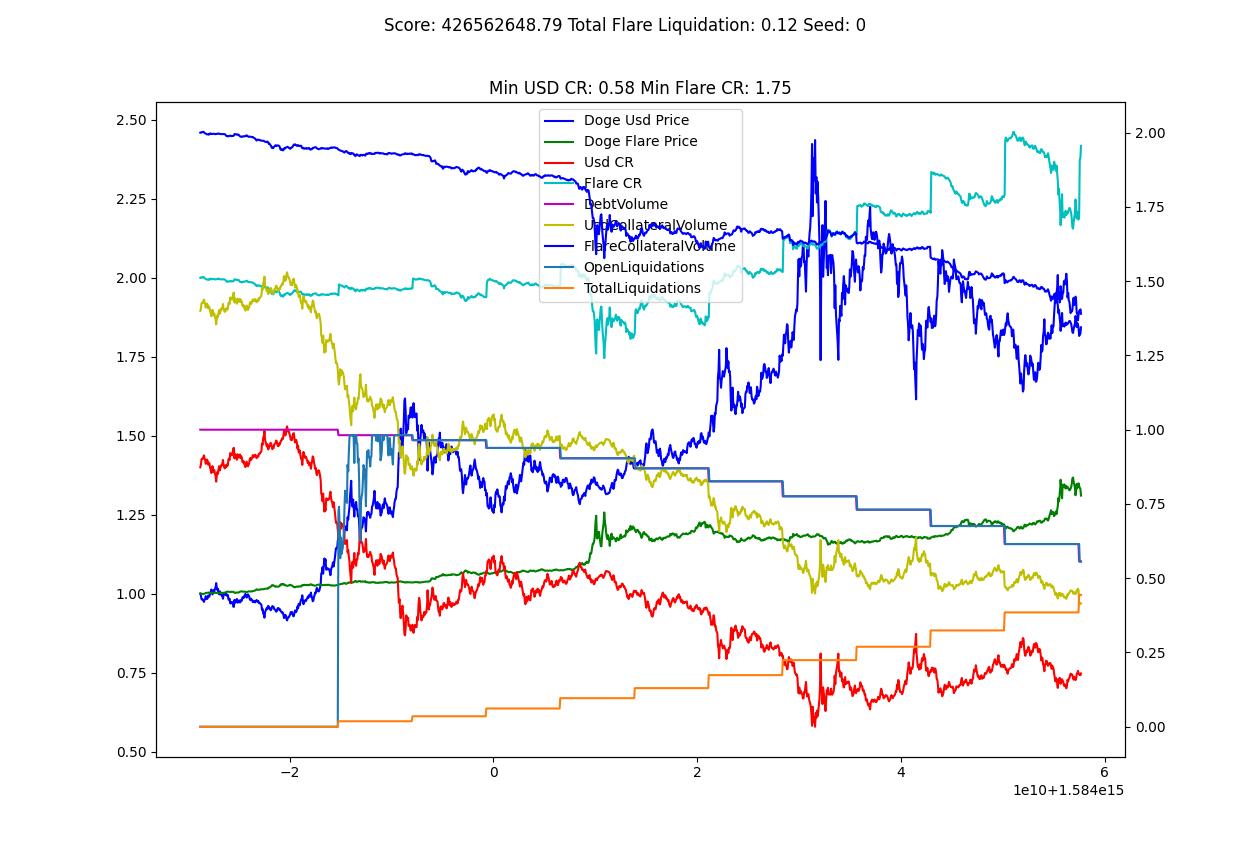 Score: 426562648.79 Total Flare Liquidation: 0.12 Seed: 0
Min USD CR: 0.58 Min Flare CR: 1.75
Doge Usd Price
Doge Flare Price
Usd CR
Flare CR
DebtVolume
UsdCollateralVolume
FlareCollateralVolume
OpenLiquidations
TotalLiquidations
2.50
2.25
2.00
1.75
1.50
1.25
1.00
0.75
0.50
2.00
1.75
1.50
1.25
1.00
0.75
0.50
0.25
0.00
−2 0 2 4 6
1e10+1.584e15